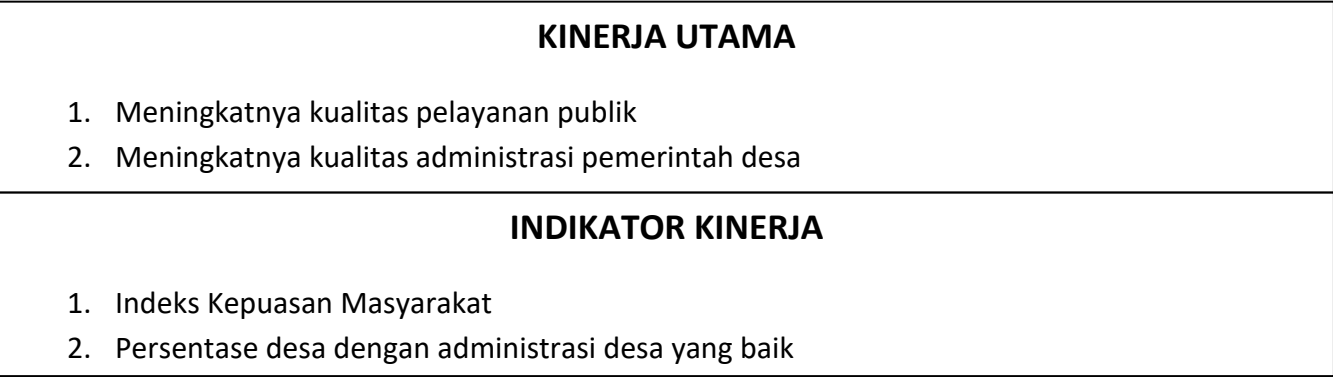 KINERJA UTAMA
1. Meningkatnya kualitas pelayanan publik
2. Meningkatnya kualitas administrasi pemerintah desa
INDIKATOR KINERJA
1. Indeks Kepuasan Masyarakat
2. Persentase desa dengan administrasi desa yang baik